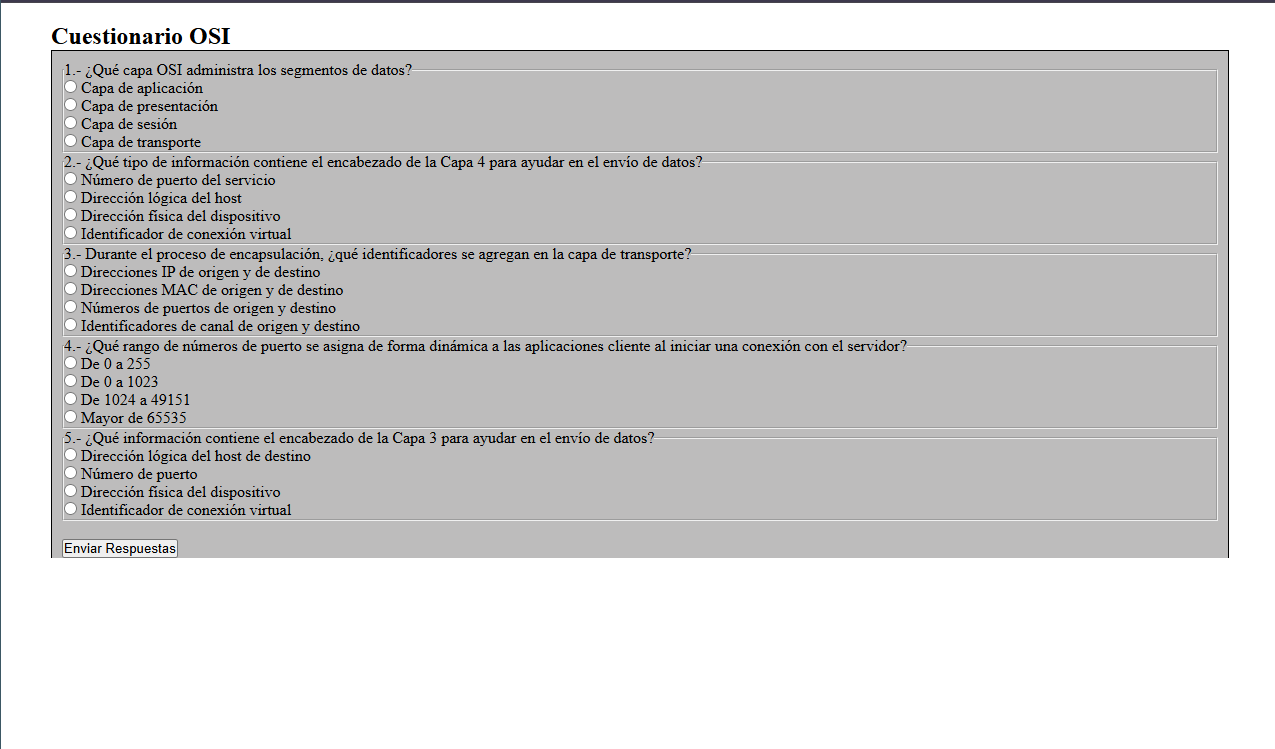 Cuestionario OSI
1.- ¿Qué capa OSI administra los segmentos de datos?
Capa de aplicación
Capa de presentación
Capa de sesión
Capa de transporte
2.- ¿Qué tipo de información contiene el encabezado de la Capa 4 para ayudar en el envío de datos?
Número de puerto del servicio
Dirección lógica del host
Dirección física del dispositivo
Identificador de conexión virtual
3.- Durante el proceso de encapsulación, ¿qué identificadores se agregan en la capa de transporte?
Direcciones IP de origen y de destino
Direcciones MAC de origen y de destino
Números de puertos de origen y destino
Identificadores de canal de origen y destino
4.- ¿Qué rango de números de puerto se asigna de forma dinámica a las aplicaciones cliente al iniciar una conexión con el servidor?
De 0 a 255
De 0 a 1023
De 1024 a 49151
Mayor de 65535
5.- ¿Qué información contiene el encabezado de la Capa 3 para ayudar en el envío de datos?
Dirección lógica del host de destino
Número de puerto
Dirección física del dispositivo
Identificador de conexión virtual
Enviar Respuestas